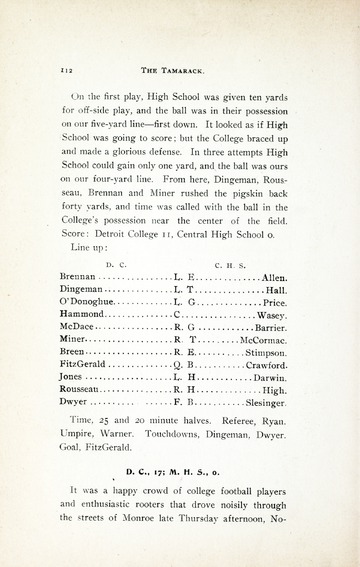 112 THE TAMARACK.
On the first play, High School was given ten yards
for off-side play, and the ball was in their possession
on our five-yard line—first down. It looked as if High
School was going to score; but the College braced up
and made a glorious defense. In three attempts High
School could gain only one yard, and the ball was ours
on our four-yard line. From here, Dingeman, Rous-
seau, Brennan and Miner rushed the pigskin back
forty yards, and time was called with the ball in the
College's possession near the center of the field.
Score: Detroit College 11, Central High School 0.
Line up:
D. C. C. H. S.
Brennan ................L. E..............Allen.
Dingeman................L. T...............Hall.
O'Donoghue..............L. G..............Price.
Hammond.................C................Wasey.
McDace..................R. G ............Barrier.
Miner...................R. T.........McCormac.
Breen...................R. E...........Stimpson.
FitzGerald ..............Q. B...........Crawford.
Jones ...................L. H.............Darwin.
Rousseau................R. H..............High.
Dwyer ..................F. B...........Slesinger.
Time, 25 and 20 minute halves. Referee, Ryan.
Umpire, Warner. Touchdowns, Dingeman, Dwyer.
Goal, FitzGerald.
D. C., 17; M. H. S., 0.
It was a happy crowd of college football players
and enthusiastic rooters that drove noisily through
the streets of Monroe late Thursday afternoon, No-